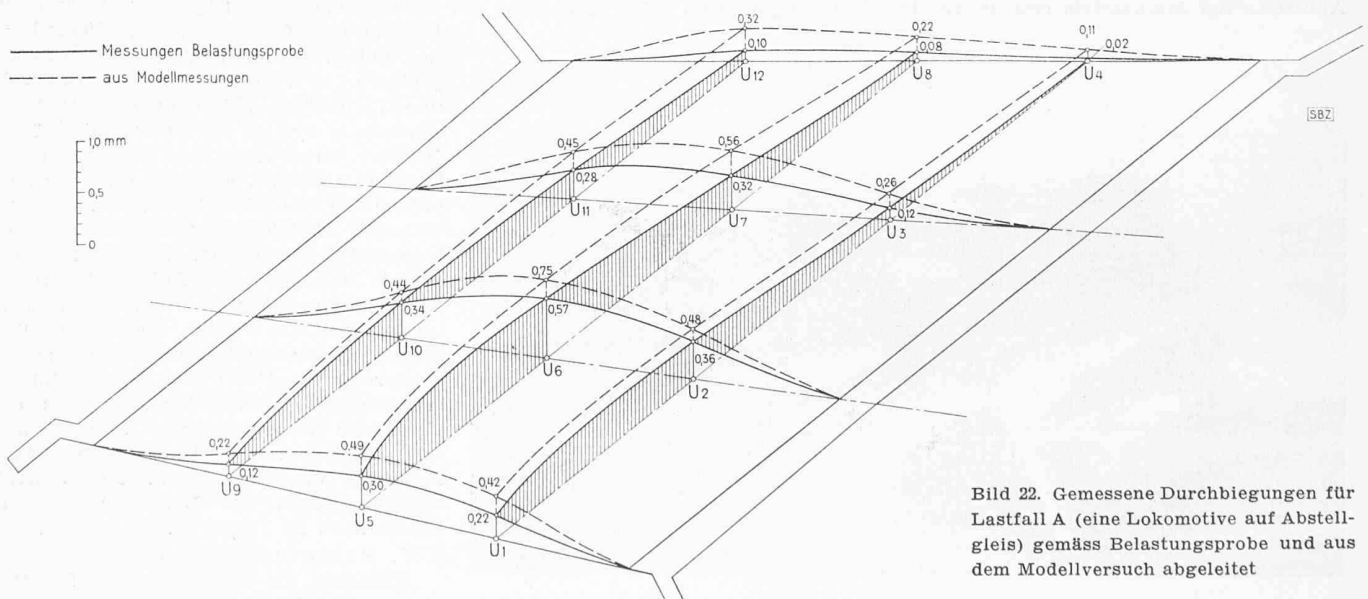 Messungen Belastungsprobe
aus Modellmessungen
1,0 mm
0,5
0
0,32
0,10
U12
0,22
0,08
U8
0,11
0,02
U4
SBZ
0,45
0,28
U11
0,56
0,32
U7
0,26
0,12
U3
0,44
0,34
U10
0,75
0,57
U6
0,48
0,36
U2
0,22
0,12
U9
0,49
0,30
U5
0,42
0,22
U1
Bild 22. Gemessene Durchbiegungen für
Lastfall A (eine Lokomotive auf Abstell-
gleis) gemäss Belastungsprobe und aus
dem Modellversuch abgeleitet